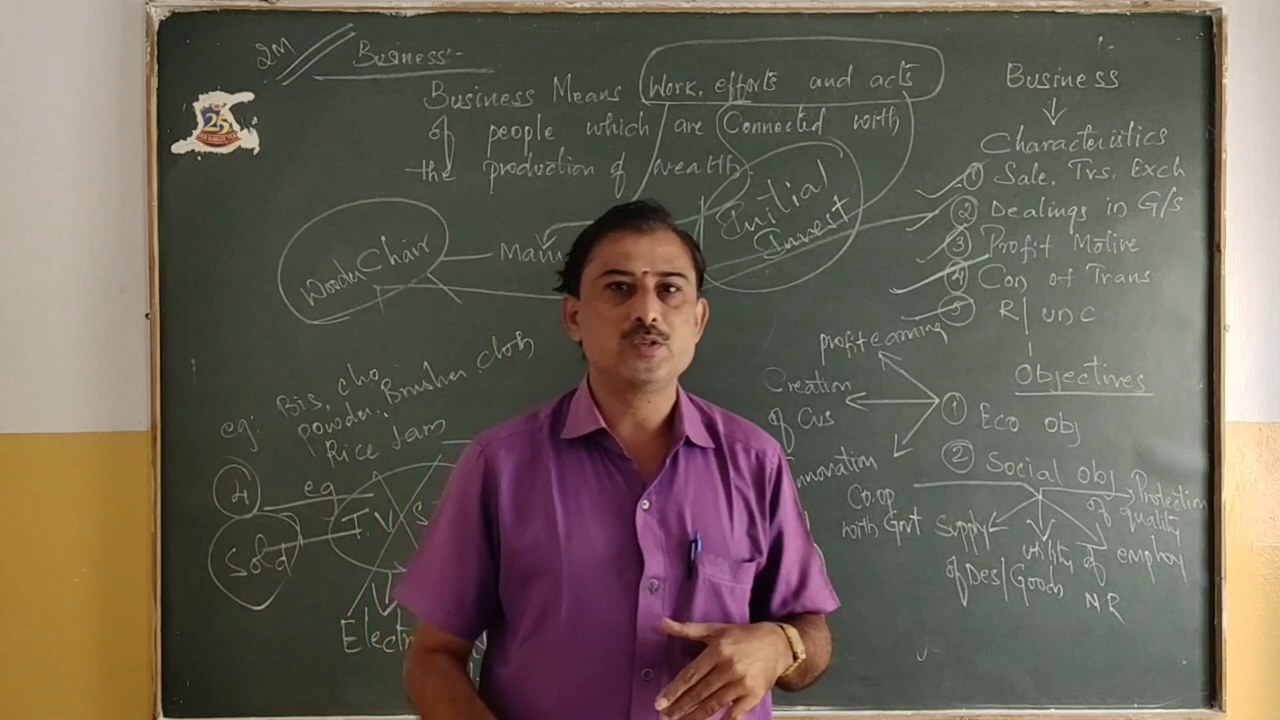 2M
Business:-
Business Means Work, efforts and acts
of people which are Connected with
the production of wealth.
Initial
Invest
Wooden Chair
eg: Bis, cho
powder, Brushes cloth
Rice Jam
4 eg
Sold
T.V
Electr
25
Business
Characteristics
1 Sale, Trs. Exch
2 Dealings in G/s
3 Profit Motive
4 Con of Trans
5 R/unc
Objectives
1 Eco obj
profit earning
Creation
of Cus
Innovation
2 Social obj
Co.op
with Govt
Supply
of Des/Goods
utility of
NR
employ
Protection
of quality